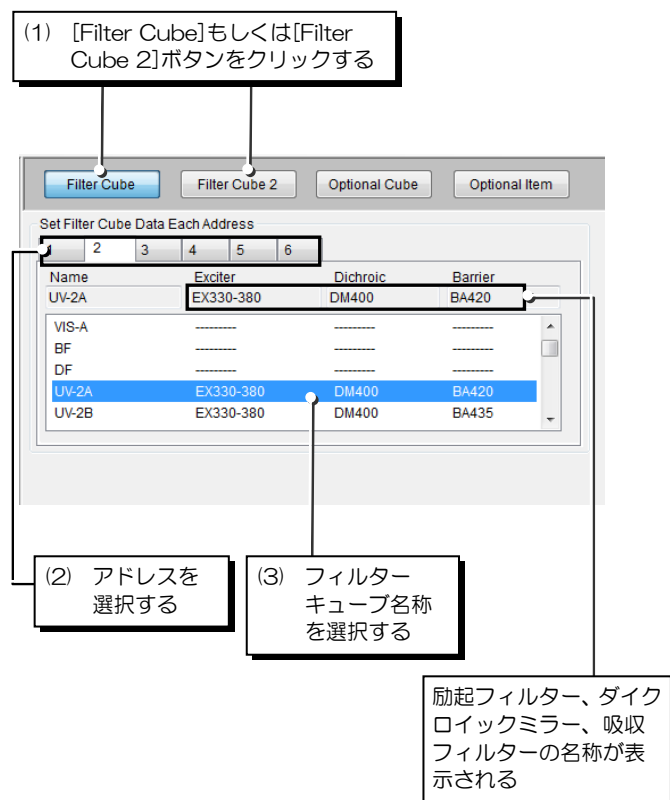 (1) [Filter Cube]もしくは[Filter
Cube 2]ボタンをクリックする
Filter Cube Filter Cube 2 Optional Cube Optional Item
Set Filter Cube Data Each Address
2 3 4 5 6
Name Exciter Dichroic Barrier
UV-2A EX330-380 DM400 BA420
VIS-A --------- --------- ---------
BF --------- --------- ---------
DF --------- --------- ---------
UV-2A EX330-380 DM400 BA420
UV-2B EX330-380 DM400 BA435
(2) アドレスを
選択する
(3) フィルター
キューブ名称
を選択する
励起フィルター、ダイク
ロイックミラー、吸収
フィルターの名称が表
示される